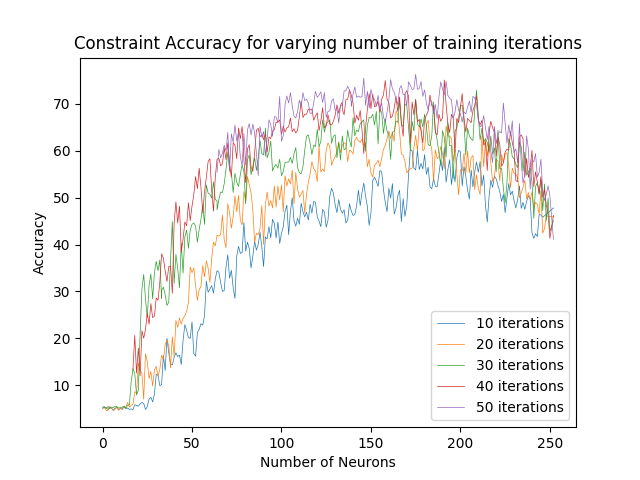 Constraint Accuracy for varying number of training iterations
70
60
50
40
30
20
10
Accuracy
0
50
100
150
200
250
Number of Neurons
10 iterations
20 iterations
30 iterations
40 iterations
50 iterations